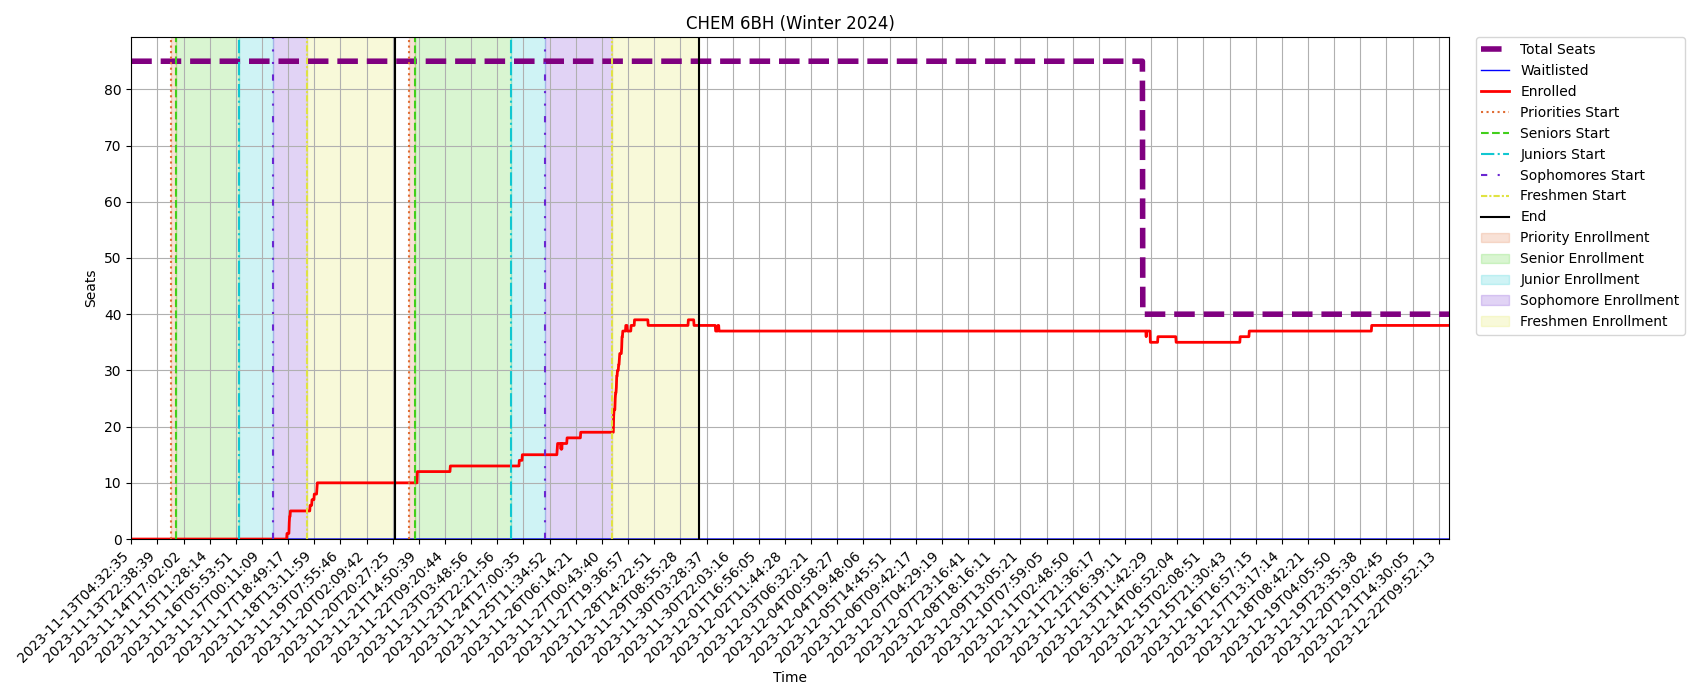 CHEM 6BH (Winter 2024)
Seats
80
70
60
50
40
30
20
10
0
2023-11-13T04:32:35
2023-11-13T22:38:39
2023-11-14T17:02:02
2023-11-15T11:28:14
2023-11-16T05:53:51
2023-11-17T00:11:09
2023-11-17T18:49:17
2023-11-18T13:11:59
2023-11-19T07:55:46
2023-11-20T02:09:42
2023-11-20T20:27:25
2023-11-21T14:50:39
2023-11-22T09:20:44
2023-11-23T03:48:56
2023-11-23T22:21:56
2023-11-24T17:00:35
2023-11-25T11:34:52
2023-11-26T06:14:21
2023-11-27T00:43:40
2023-11-27T19:36:57
2023-11-28T14:22:51
2023-11-29T08:55:28
2023-11-30T03:28:37
2023-11-30T22:03:16
2023-12-01T16:56:05
2023-12-02T11:44:28
2023-12-03T06:32:21
2023-12-04T00:58:27
2023-12-04T19:48:06
2023-12-05T14:45:51
2023-12-06T09:42:17
2023-12-07T04:29:19
2023-12-07T23:16:41
2023-12-08T18:16:11
2023-12-09T13:05:21
2023-12-10T07:59:05
2023-12-11T02:48:50
2023-12-11T21:36:17
2023-12-12T16:39:11
2023-12-13T11:42:29
2023-12-14T06:52:04
2023-12-15T02:08:51
2023-12-15T21:30:43
2023-12-16T16:57:15
2023-12-17T13:17:14
2023-12-18T08:42:21
2023-12-19T04:05:50
2023-12-19T23:35:38
2023-12-20T19:02:45
2023-12-21T14:30:05
2023-12-22T09:52:13
Time
Total Seats
Waitlisted
Enrolled
Priorities Start
Seniors Start
Juniors Start
Sophomores Start
Freshmen Start
End
Priority Enrollment
Senior Enrollment
Junior Enrollment
Sophomore Enrollment
Freshmen Enrollment